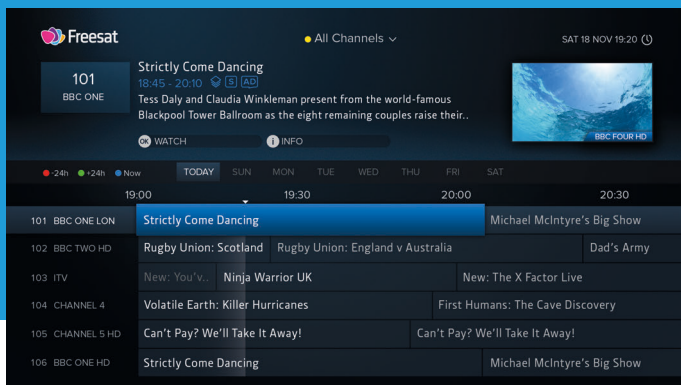 Freesat
All Channels
SAT 18 NOV 19:20
101
BBC ONE
Strictly Come Dancing
18:45 - 20:10 S AD
Tess Daly and Claudia Winkleman present from the world-famous
Blackpool Tower Ballroom as the eight remaining couples raise their..
OK WATCH i INFO
BBC FOUR HD
-24h +24h Now TODAY SUN MON TUE WED THU FRI SAT
19:00 19:30 20:00 20:30
101 BBC ONE LON Strictly Come Dancing Michael McIntyre's Big Show
102 BBC TWO HD Rugby Union: Scotland Rugby Union: England v Australia Dad's Army
103 ITV New: You'v.. Ninja Warrior UK New: The X Factor Live
104 CHANNEL 4 Volatile Earth: Killer Hurricanes First Humans: The Cave Discovery
105 CHANNEL 5 HD Can't Pay? We'll Take It Away! Can't Pay? We'll Take It Away!
106 BBC ONE HD Strictly Come Dancing Michael McIntyre's Big Show